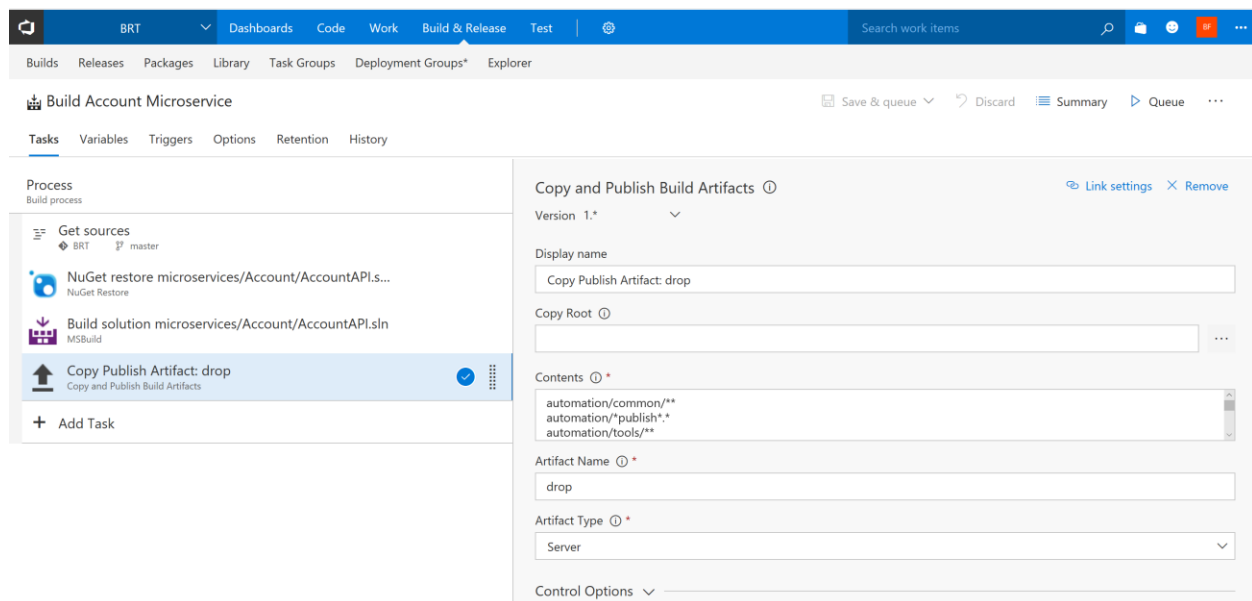 BRT Dashboards Code Work Build & Release Test Search work items BF
Builds Releases Packages Library Task Groups Deployment Groups* Explorer
Build Account Microservice Save & queue Discard Summary Queue
Tasks Variables Triggers Options Retention History
Process
Build process
Get sources
BRT master
NuGet restore microservices/Account/AccountAPI.s...
NuGet Restore
Build solution microservices/Account/AccountAPI.sln
MSBuild
Copy Publish Artifact: drop
Copy and Publish Build Artifacts
+ Add Task
Copy and Publish Build Artifacts Link settings Remove
Version 1.*
Display name
Copy Publish Artifact: drop
Copy Root
Contents *
automation/common/**
automation/*publish*.*
automation/tools/**
Artifact Name *
drop
Artifact Type *
Server
Control Options